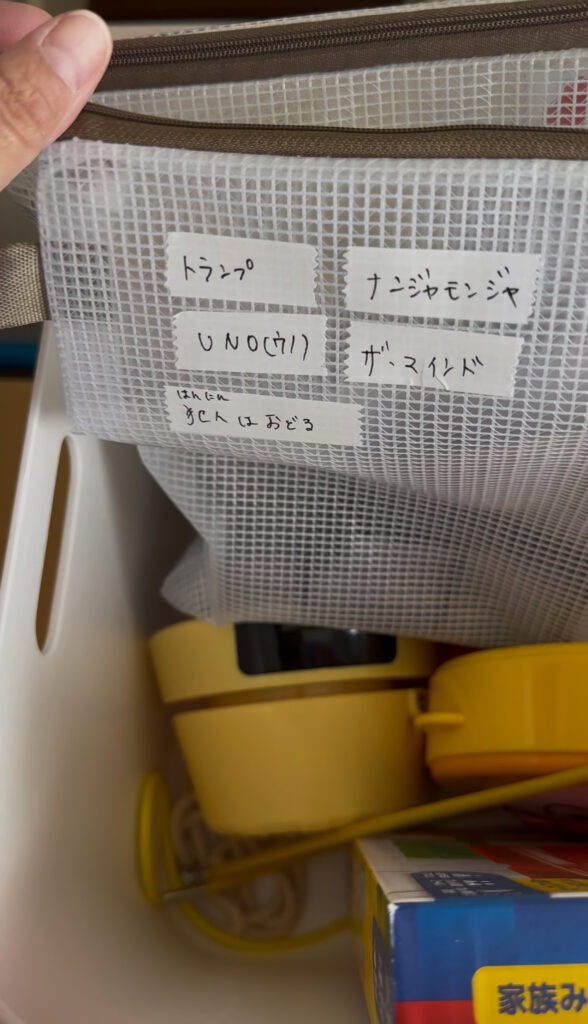 トランプ
ナンジャモンジャ
UNO(ウノ)
ザ・マインド
はんにん
犯人はおどる
家族み